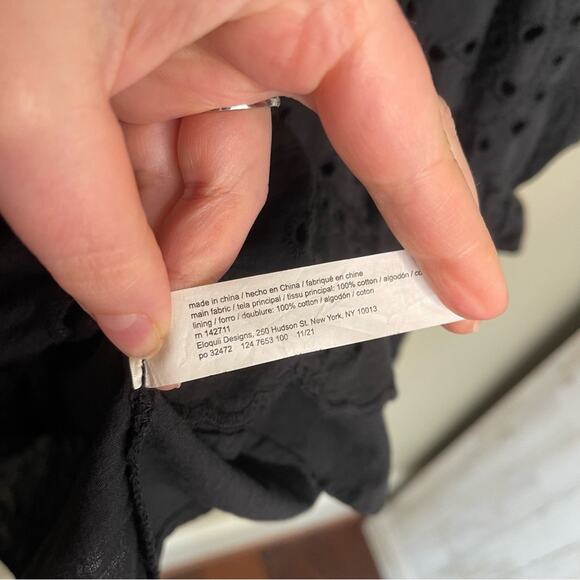 made in china / hecho en China / fabriqué en chine
main fabric / tela principal / tissu principal: 100% cotton / algodón /
lining / forro / doublure: 100% cotton / algodón / coton
rn 142711
Eloquii Designs, 250 Hudson St. New York, NY 10013
po 32472 124 7653 100 11/21